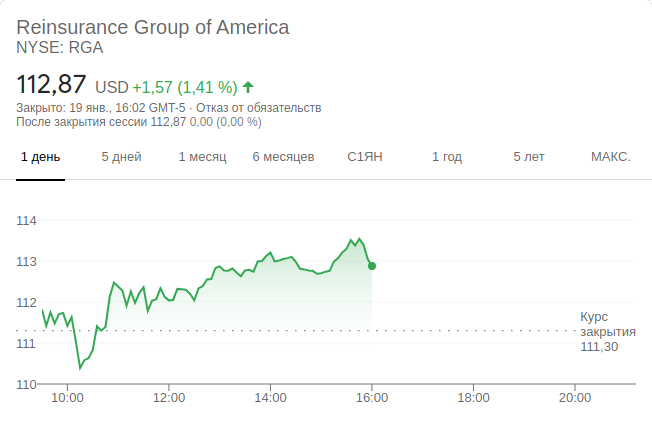 Reinsurance Group of America
NYSE: RGA
112,87 USD +1,57 (1,41 %)
Закрыто: 19 янв., 16:02 GMT-5 · Отказ от обязательств
После закрытия сессии 112,87 0,00 (0,00 %)
1 день 5 дней 1 месяц 6 месяцев С1ЯН 1 год 5 лет МАКС.
114
113
112
Курс
закрытия
111,30
111
110
10:00 12:00 14:00 16:00 18:00 20:00